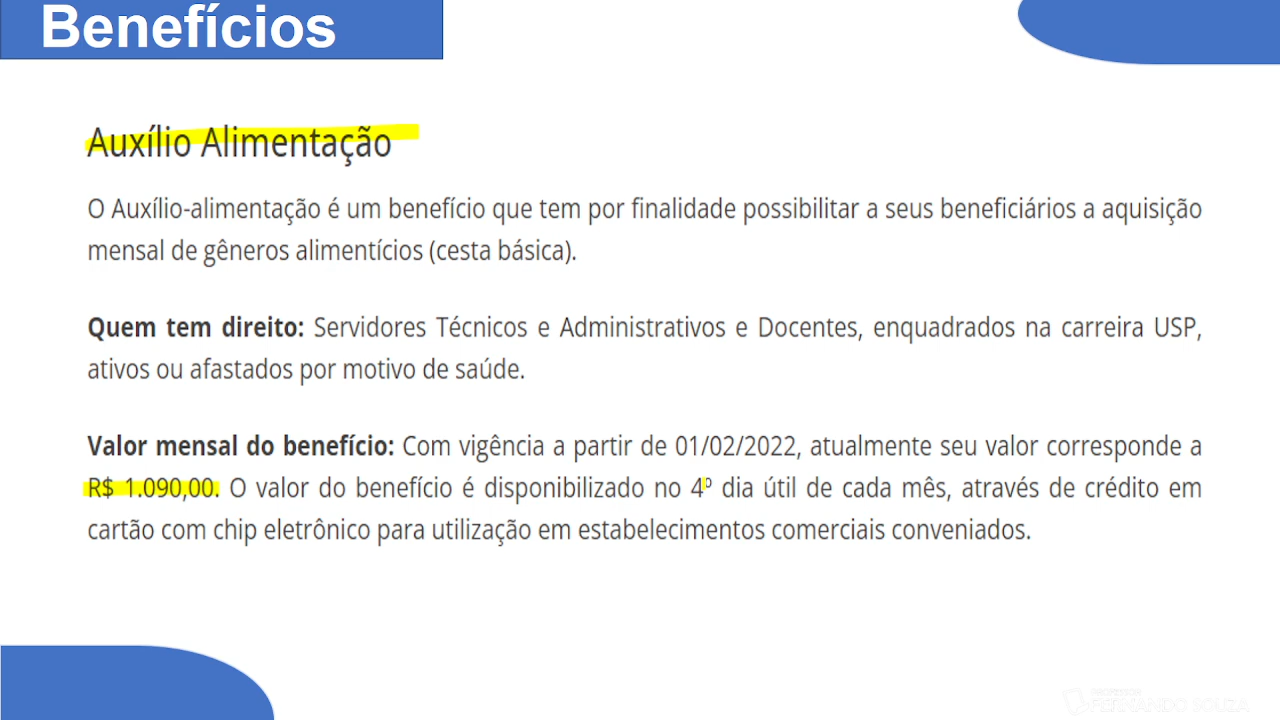 Benefícios
Auxílio Alimentação
O Auxílio-alimentação é um benefício que tem por finalidade possibilitar a seus beneficiários a aquisição
mensal de gêneros alimentícios (cesta básica).
Quem tem direito: Servidores Técnicos e Administrativos e Docentes, enquadrados na carreira USP,
ativos ou afastados por motivo de saúde.
Valor mensal do benefício: Com vigência a partir de 01/02/2022, atualmente seu valor corresponde a
R$ 1.090,00. O valor do benefício é disponibilizado no 4º dia útil de cada mês, através de crédito em
cartão com chip eletrônico para utilização em estabelecimentos comerciais conveniados.
PROFESSOR
FERNANDO SOUZA